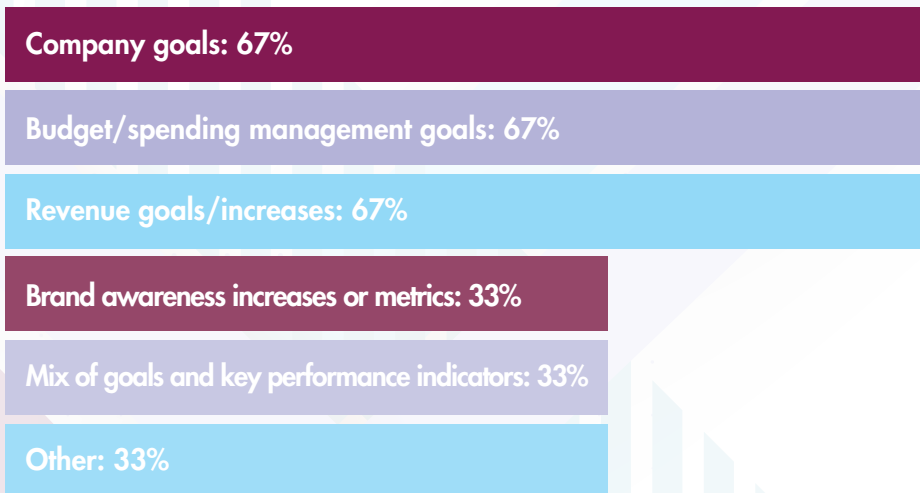 Company goals: 67%
Budget/spending management goals: 67%
Revenue goals/increases: 67%
Brand awareness increases or metrics: 33%
Mix of goals and key performance indicators: 33%
Other: 33%